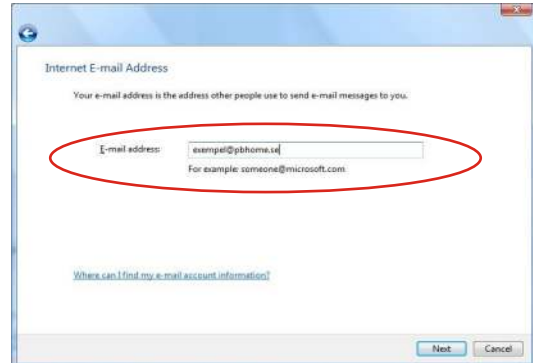 Internet E-mail Address
Your e-mail address is the address other people use to send e-mail messages to you.
E-mail address: exempel@pbhome.se
For example: someone@microsoft.com
Where can I find my e-mail account information?
Next Cancel